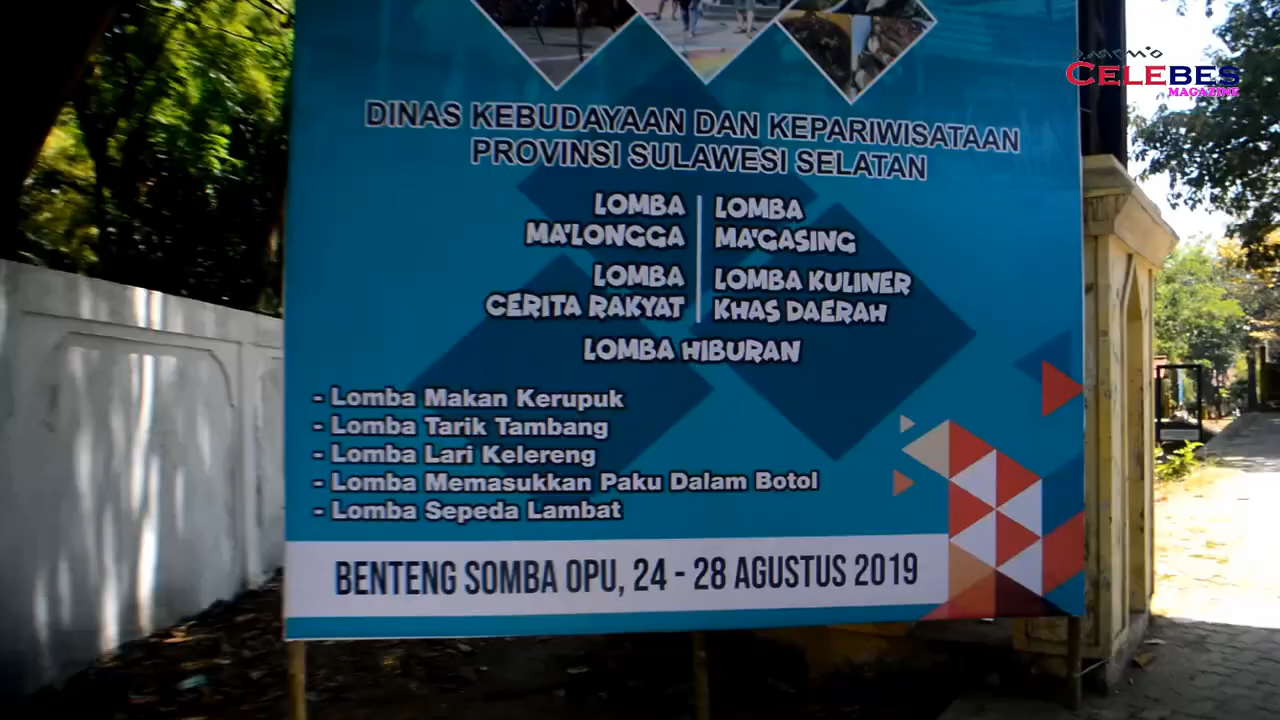 CELEBES
MAGAZINE
DINAS KEBUDAYAAN DAN KEPARIWISATAAN
PROVINSI SULAWESI SELATAN
LOMBA
MA'LONGGA
LOMBA
MA'GASING
LOMBA
CERITA RAKYAT
LOMBA KULINER
KHAS DAERAH
LOMBA HIBURAN
- Lomba Makan Kerupuk
- Lomba Tarik Tambang
- Lomba Lari Kelereng
- Lomba Memasukkan Paku Dalam Botol
- Lomba Sepeda Lambat
BENTENG SOMBA OPU, 24 - 28 AGUSTUS 2019